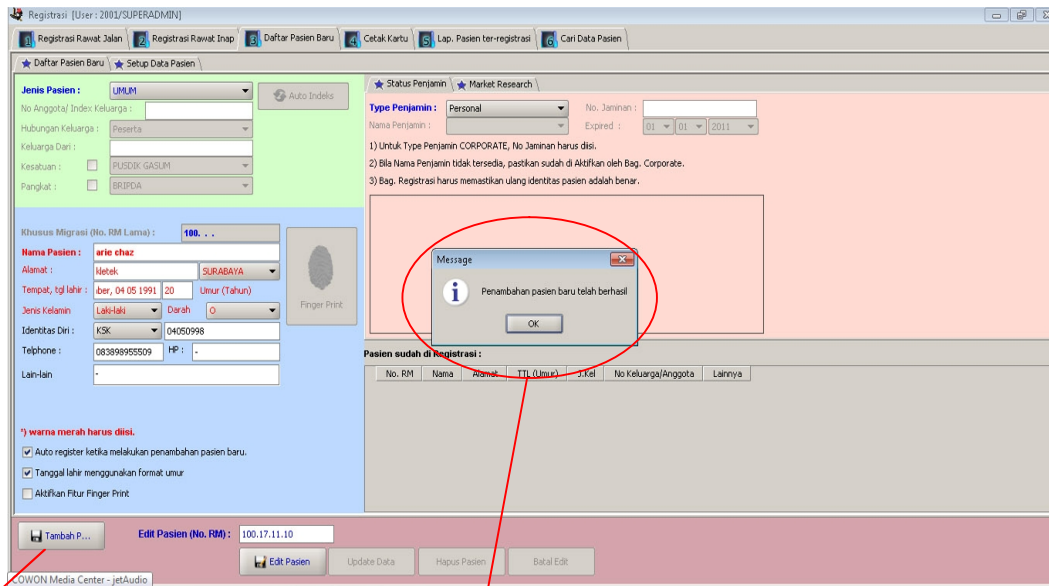 Registrasi [User : 2001/SUPERADMIN]
1 Registrasi Rawat Jalan 2 Registrasi Rawat Inap 3 Daftar Pasien Baru 4 Cetak Kartu 5 Lap. Pasien ter-registrasi 6 Cari Data Pasien
Daftar Pasien Baru Setup Data Pasien
Jenis Pasien : UMUM Auto Indeks
No Anggota/ Index Keluarga :
Hubungan Keluarga : Peserta
Keluarga Dari :
Kesatuan : PUSDIK GASUM
Pangkat : BRIPDA
Khusus Migrasi (No. RM Lama) : 100. . .
Nama Pasien : arie chaz
Alamat : kletek SURABAYA
Tempat, tgl lahir : ber, 04 05 1991 20 Umur (Tahun)
Finger Print
Jenis Kelamin Laki-laki Darah O
Identitas Diri : KSK 04050998
Telphone : 083898955509 HP : -
Lain-lain -
*) warna merah harus diisi.
Auto register ketika melakukan penambahan pasien baru.
Tanggal lahir menggunakan format umur
Aktifkan Fitur Finger Print
Status Penjamin Market Research
Type Penjamin : Personal No. Jaminan :
Nama Penjamin : Expired : 01 01 2011
1) Untuk Type Penjamin CORPORATE, No Jaminan harus diisi.
2) Bila Nama Penjamin tidak tersedia, pastikan sudah di Aktifkan oleh Bag. Corporate.
3) Bag. Registrasi harus memastikan ulang identitas pasien adalah benar.
Message
Penambahan pasien baru telah berhasil
OK
Pasien sudah di Registrasi :
No. RM Nama Alamat TTL (Umur) J.Kel No Keluarga/Anggota Lainnya
Tambah P... Edit Pasien (No. RM) : 100.17.11.10
Edit Pasien Update Data Hapus Pasien Batal Edit
COWON Media Center - jetAudio